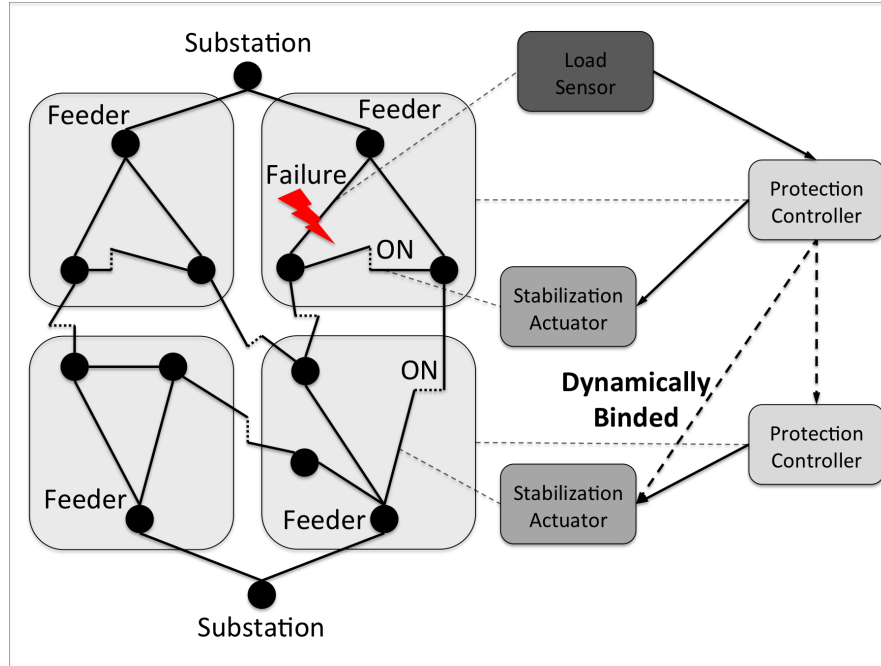 Substation
Feeder
Feeder
Failure
ON
Load
Sensor
Protection
Controller
Stabilization
Actuator
ON
Dynamically
Binded
Protection
Controller
Stabilization
Actuator
Feeder
Feeder
Substation